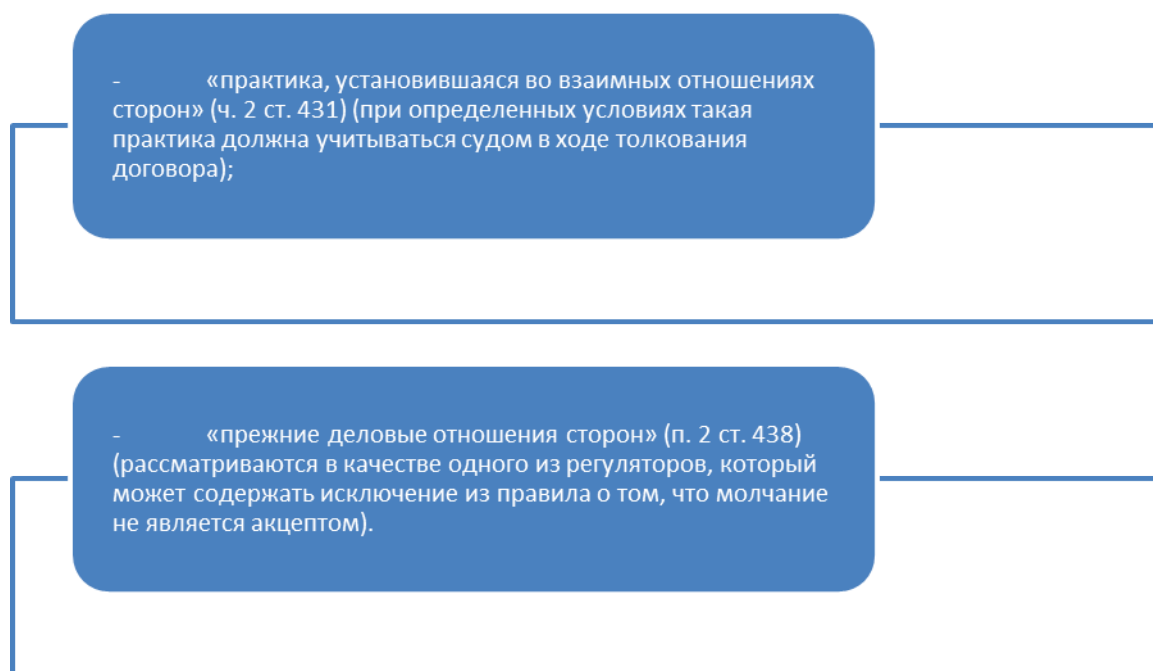 - «практика, установившаяся во взаимных отношениях
сторон» (ч. 2 ст. 431) (при определенных условиях такая
практика должна учитываться судом в ходе толкования
договора);
- «прежние деловые отношения сторон» (п. 2 ст. 438)
(рассматриваются в качестве одного из регуляторов, который
может содержать исключение из правила о том, что молчание
не является акцептом).